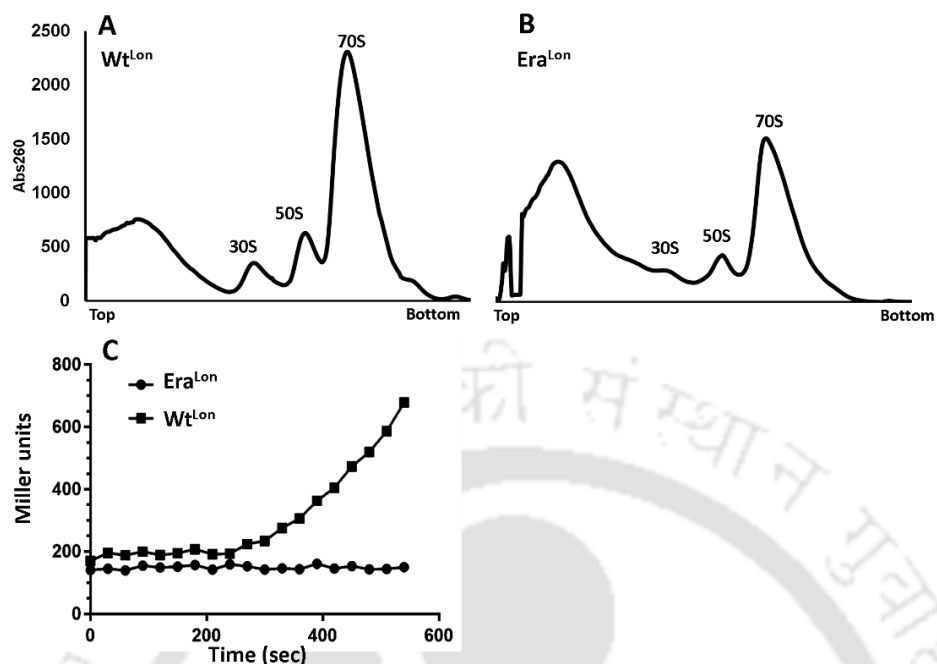 A
Wt^Lon
Abs260
2500
2000
1500
1000
500
0
30S
50S
70S
Top
Bottom
B
Era^Lon
30S
50S
70S
Top
Bottom
C
Era^Lon
Wt^Lon
Miller units
800
600
400
200
0
0
200
400
600
Time (sec)